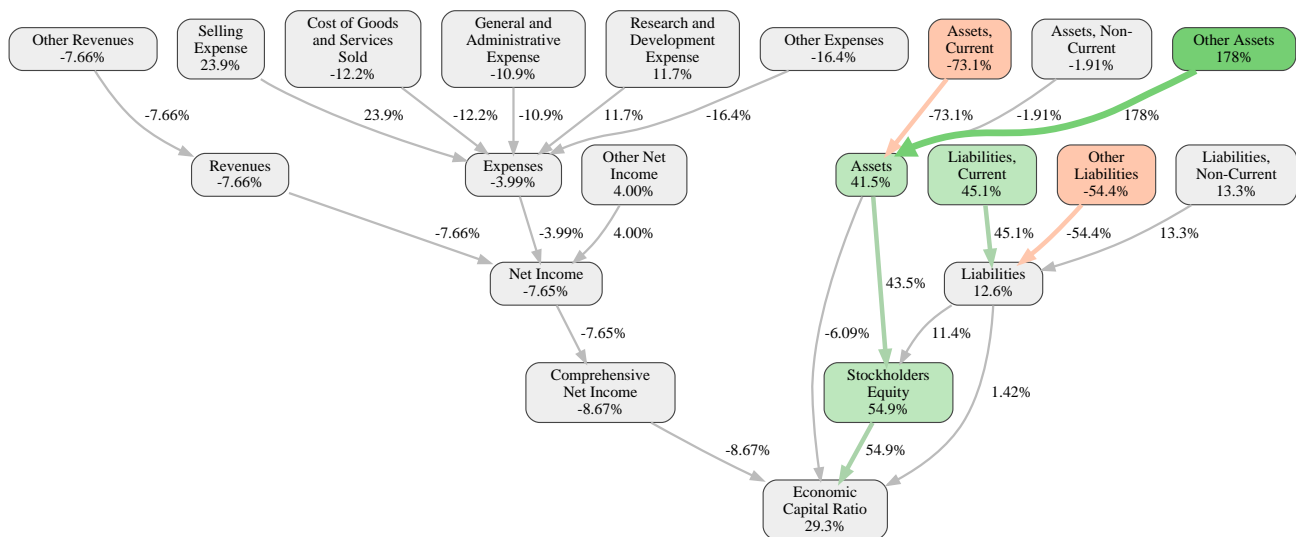 Other Revenues
-7.66%
Selling
Expense
23.9%
Cost of Goods
and Services
Sold
-12.2%
General and
Administrative
Expense
-10.9%
Research and
Development
Expense
11.7%
Other Expenses
-16.4%
Assets,
Current
-73.1%
Assets, Non-
Current
-1.91%
Other Assets
178%
-7.66%
23.9%
-12.2%
-10.9%
11.7%
-16.4%
-73.1%
-1.91%
178%
Revenues
-7.66%
Expenses
-3.99%
Other Net
Income
4.00%
Assets
41.5%
Liabilities,
Current
45.1%
Other
Liabilities
-54.4%
Liabilities,
Non-Current
13.3%
-7.66%
-3.99%
4.00%
45.1%
-54.4%
13.3%
Net Income
-7.65%
43.5%
Liabilities
12.6%
-7.65%
-6.09%
11.4%
Comprehensive
Net Income
-8.67%
Stockholders
Equity
54.9%
1.42%
-8.67%
54.9%
Economic
Capital Ratio
29.3%